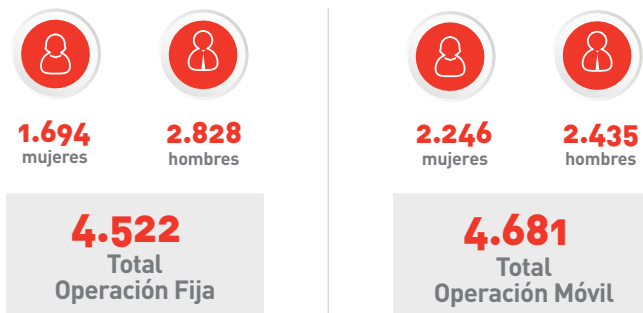 1.694
mujeres
2.828
hombres
4.522
Total
Operación Fija
2.246
mujeres
2.435
hombres
4.681
Total
Operación Móvil